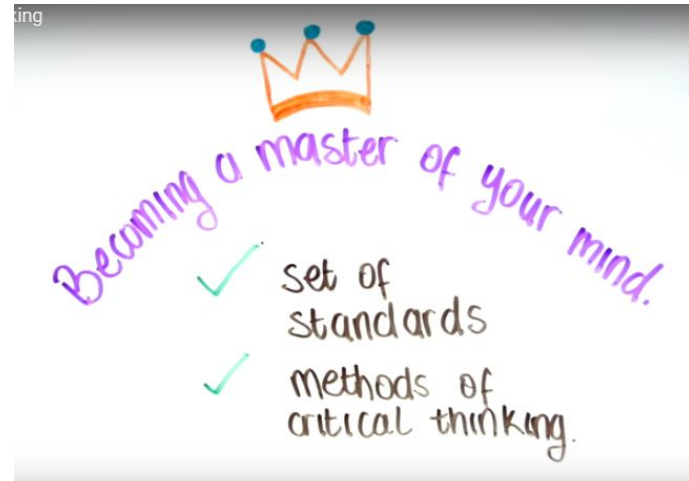 king
Becoming a master of your mind.
set of
standards
methods of
critical thinking.